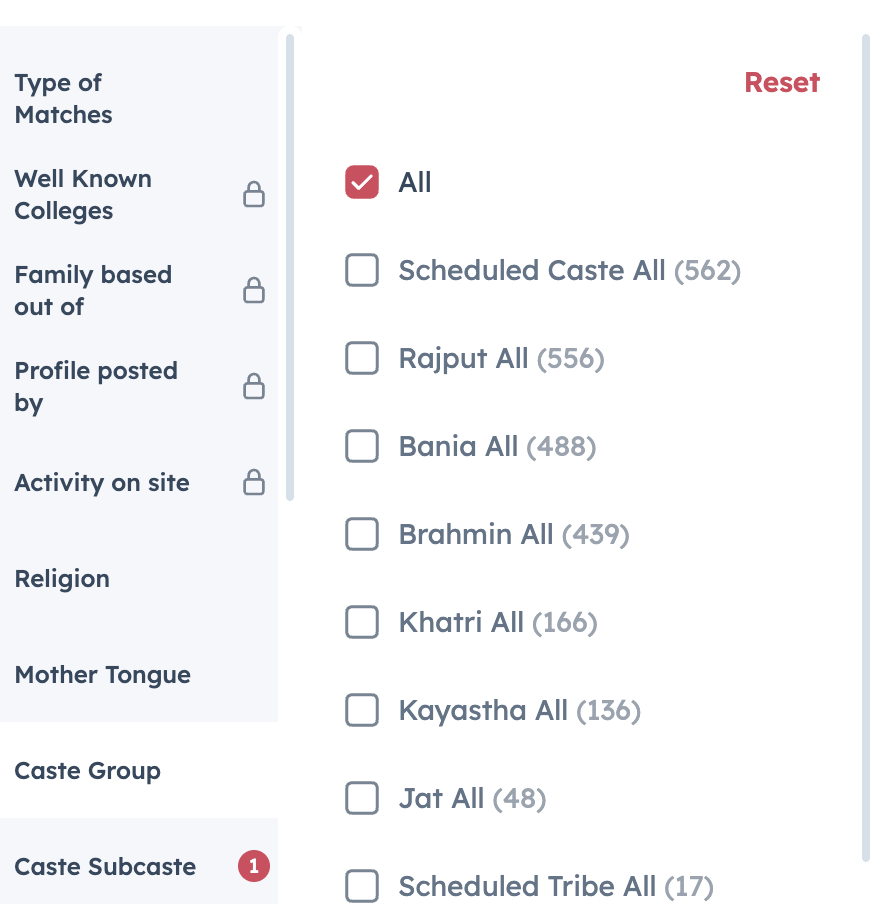 Type of
Matches
Well Known
Colleges
Family based
out of
Profile posted
by
Activity on site
Religion
Mother Tongue
Caste Group
Caste Subcaste 1
Reset
All
Scheduled Caste All (562)
Rajput All (556)
Bania All (488)
Brahmin All (439)
Khatri All (166)
Kayastha All (136)
Jat All (48)
Scheduled Tribe All (17)